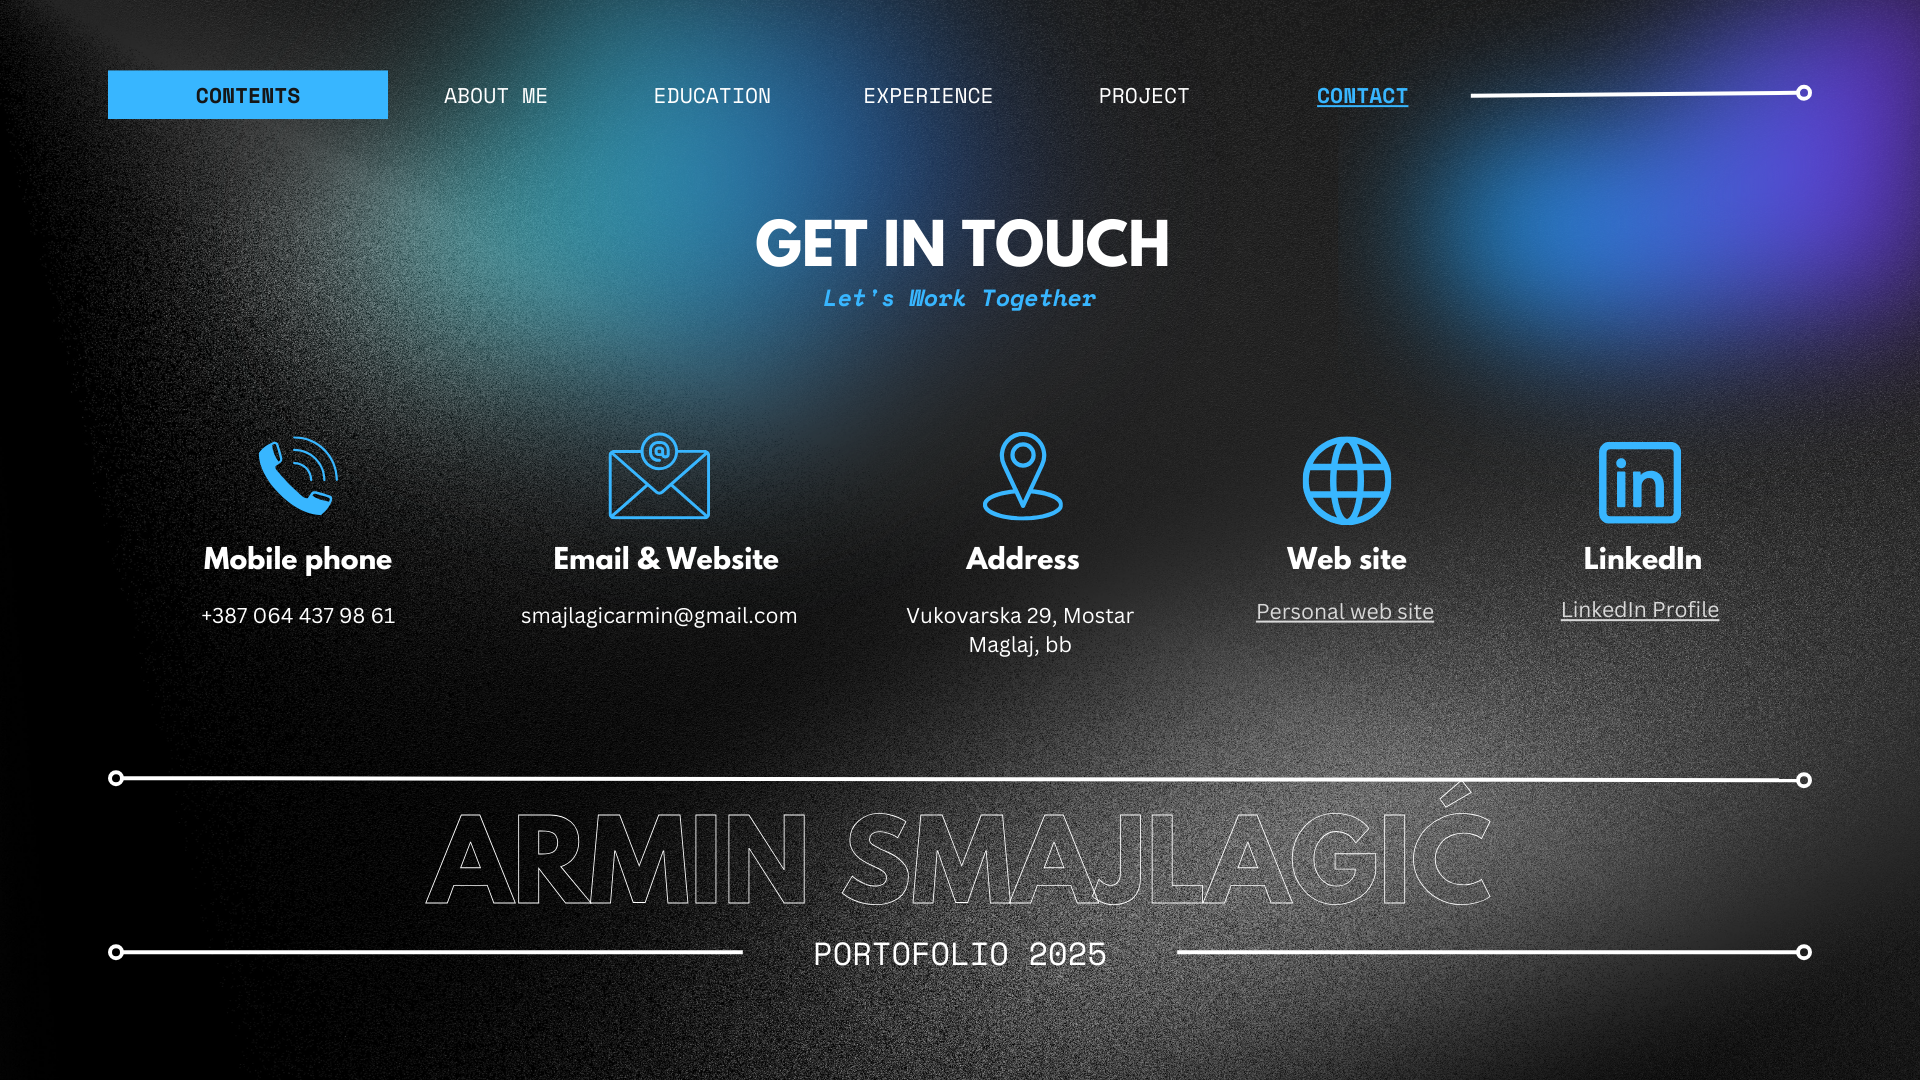 CONTENTS ABOUT ME EDUCATION EXPERIENCE PROJECT CONTACT
GET IN TOUCH
Let's Work Together
@ in
Mobile phone Email & Website Address Web site LinkedIn
+387 064 437 98 61 smajlagicarmin@gmail.com Vukovarska 29, Mostar Personal web site LinkedIn Profile
Maglaj, bb
ARMIN SMAJLAGIĆ
PORTOFOLIO 2025